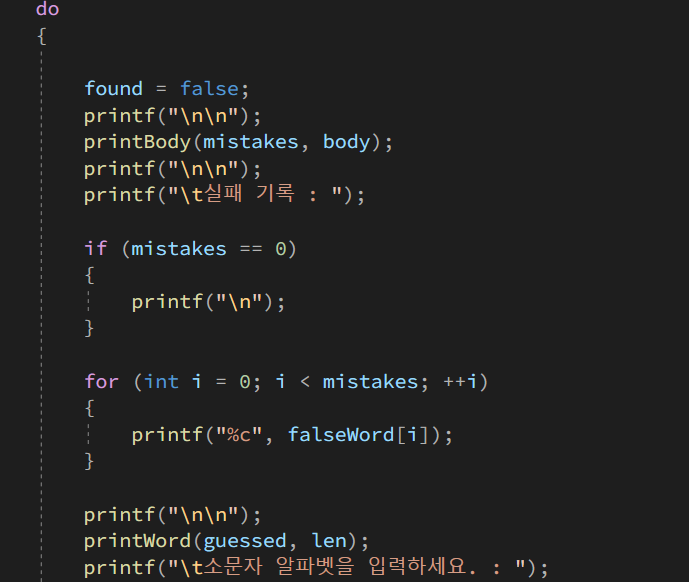 do
{
found = false;
printf("\n\n");
printBody(mistakes, body);
printf("\n\n");
printf("\t실패 기록 : ");
if (mistakes == 0)
{
printf("\n");
}
for (int i = 0; i < mistakes; ++i)
{
printf("%c", falseWord[i]);
}
printf("\n\n");
printWord(guessed, len);
printf("\t소문자 알파벳을 입력하세요. : ");